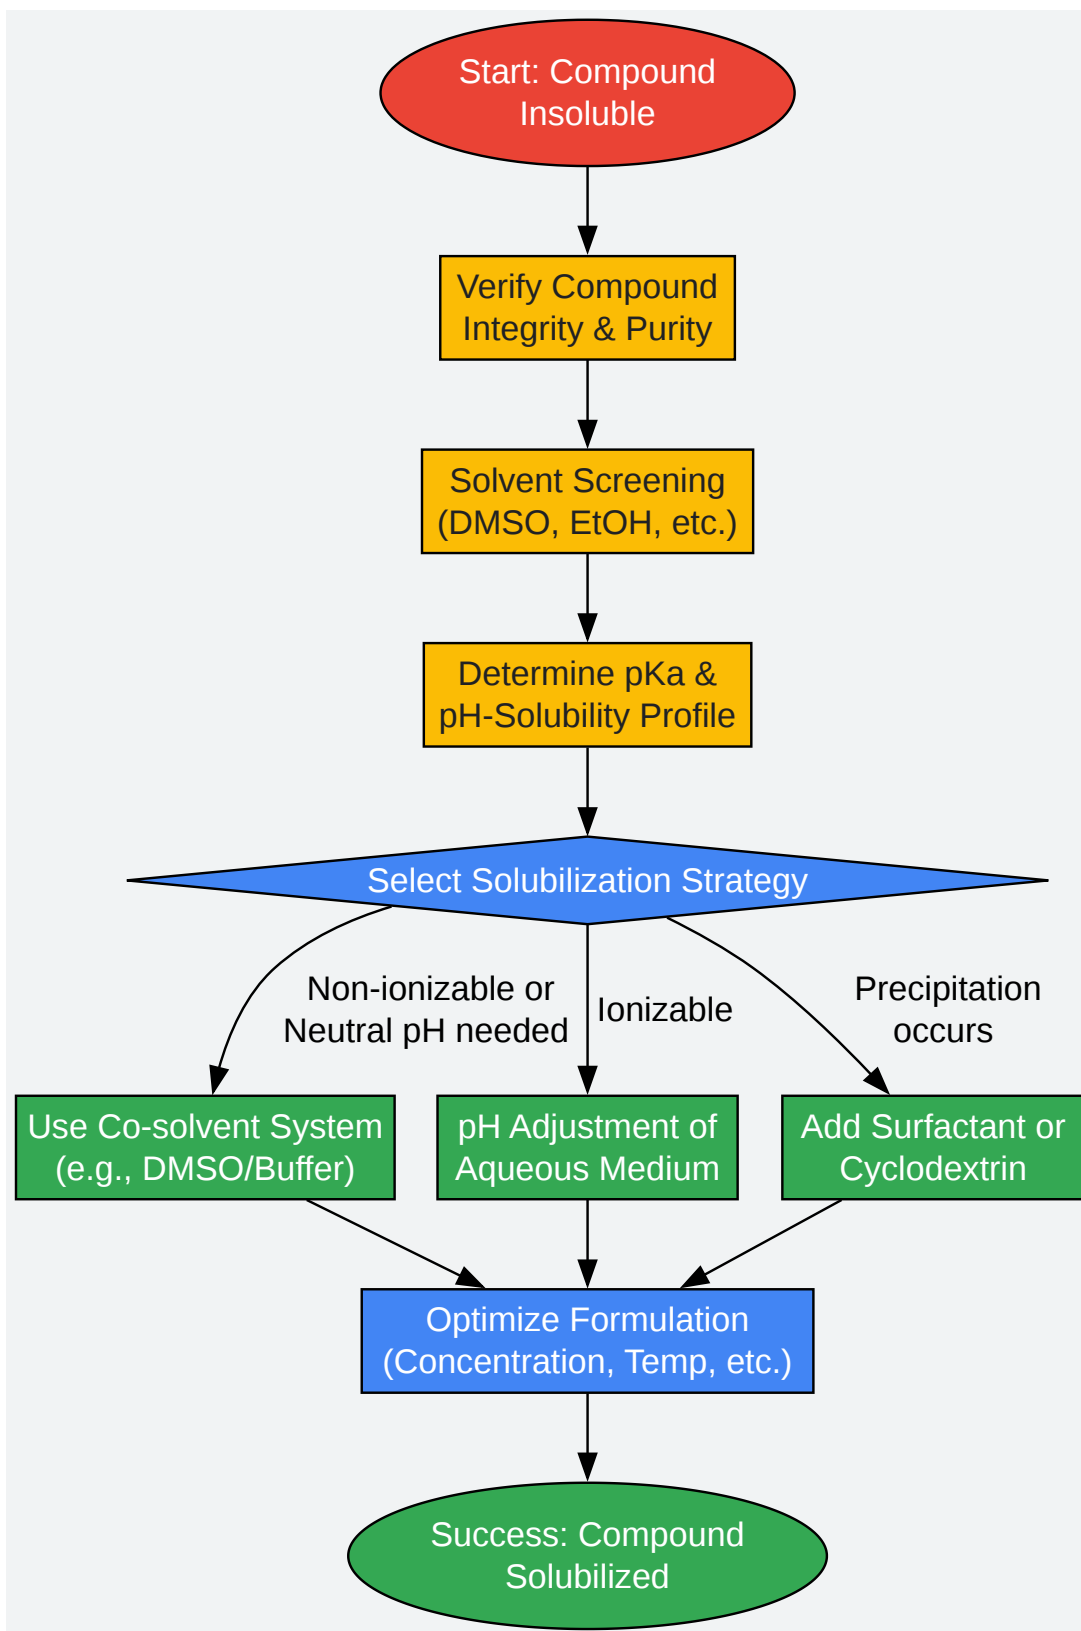 Start: Compound
Insoluble
Verify Compound
Integrity & Purity
Solvent Screening
(DMSO, EtOH, etc.)
Determine pKa &
pH-Solubility Profile
Select Solubilization Strategy
Non-ionizable or
Neutral pH needed
Ionizable
Precipitation
occurs
Use Co-solvent System
(e.g., DMSO/Buffer)
pH Adjustment of
Aqueous Medium
Add Surfactant or
Cyclodextrin
Optimize Formulation
(Concentration, Temp, etc.)
Success: Compound
Solubilized